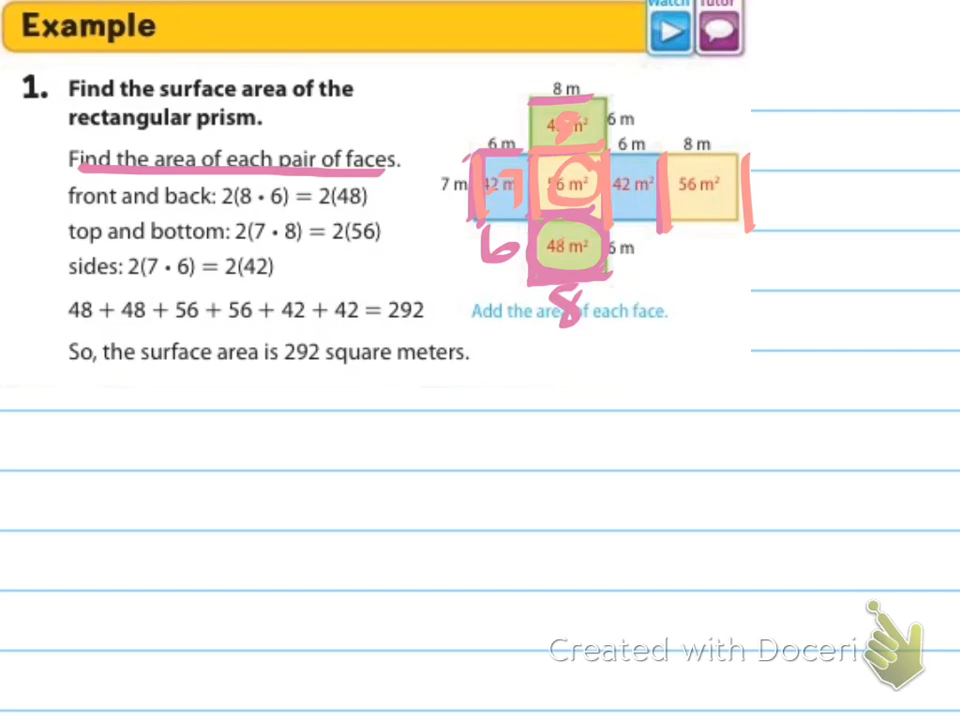 Watch Tutor
Example
1. Find the surface area of the
rectangular prism.
Find the area of each pair of faces.
front and back: 2(8 • 6) = 2(48)
top and bottom: 2(7 • 8) = 2(56)
sides: 2(7 • 6) = 2(42)
48 + 48 + 56 + 56 + 42 + 42 = 292
So, the surface area is 292 square meters.
8 m
6 m
6 m 6 m 8 m
7 m 42 m 56 m² 42 m² 56 m²
6 48 m² 6 m
8
Add the area of each face.
Created with Doceri